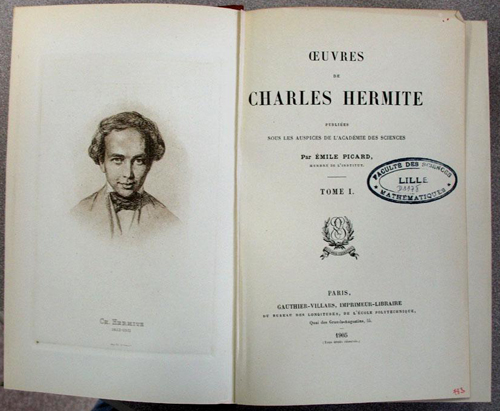 Ch. Hermite
ŒUVRES
DE
CHARLES HERMITE
PUBLIÉES
SOUS LES AUSPICES DE L'ACADÉMIE DES SCIENCES
Par ÉMILE PICARD,
MEMBRE DE L'INSTITUT.
TOME I.
FACULTÉ DES SCIENCES
LILLE
MATHÉMATIQUES
PARIS,
GAUTHIER-VILLARS, IMPRIMEUR-LIBRAIRE
DU BUREAU DES LONGITUDES, DE L'ÉCOLE POLYTECHNIQUE,
Quai des Grands-Augustins, 55.
1905